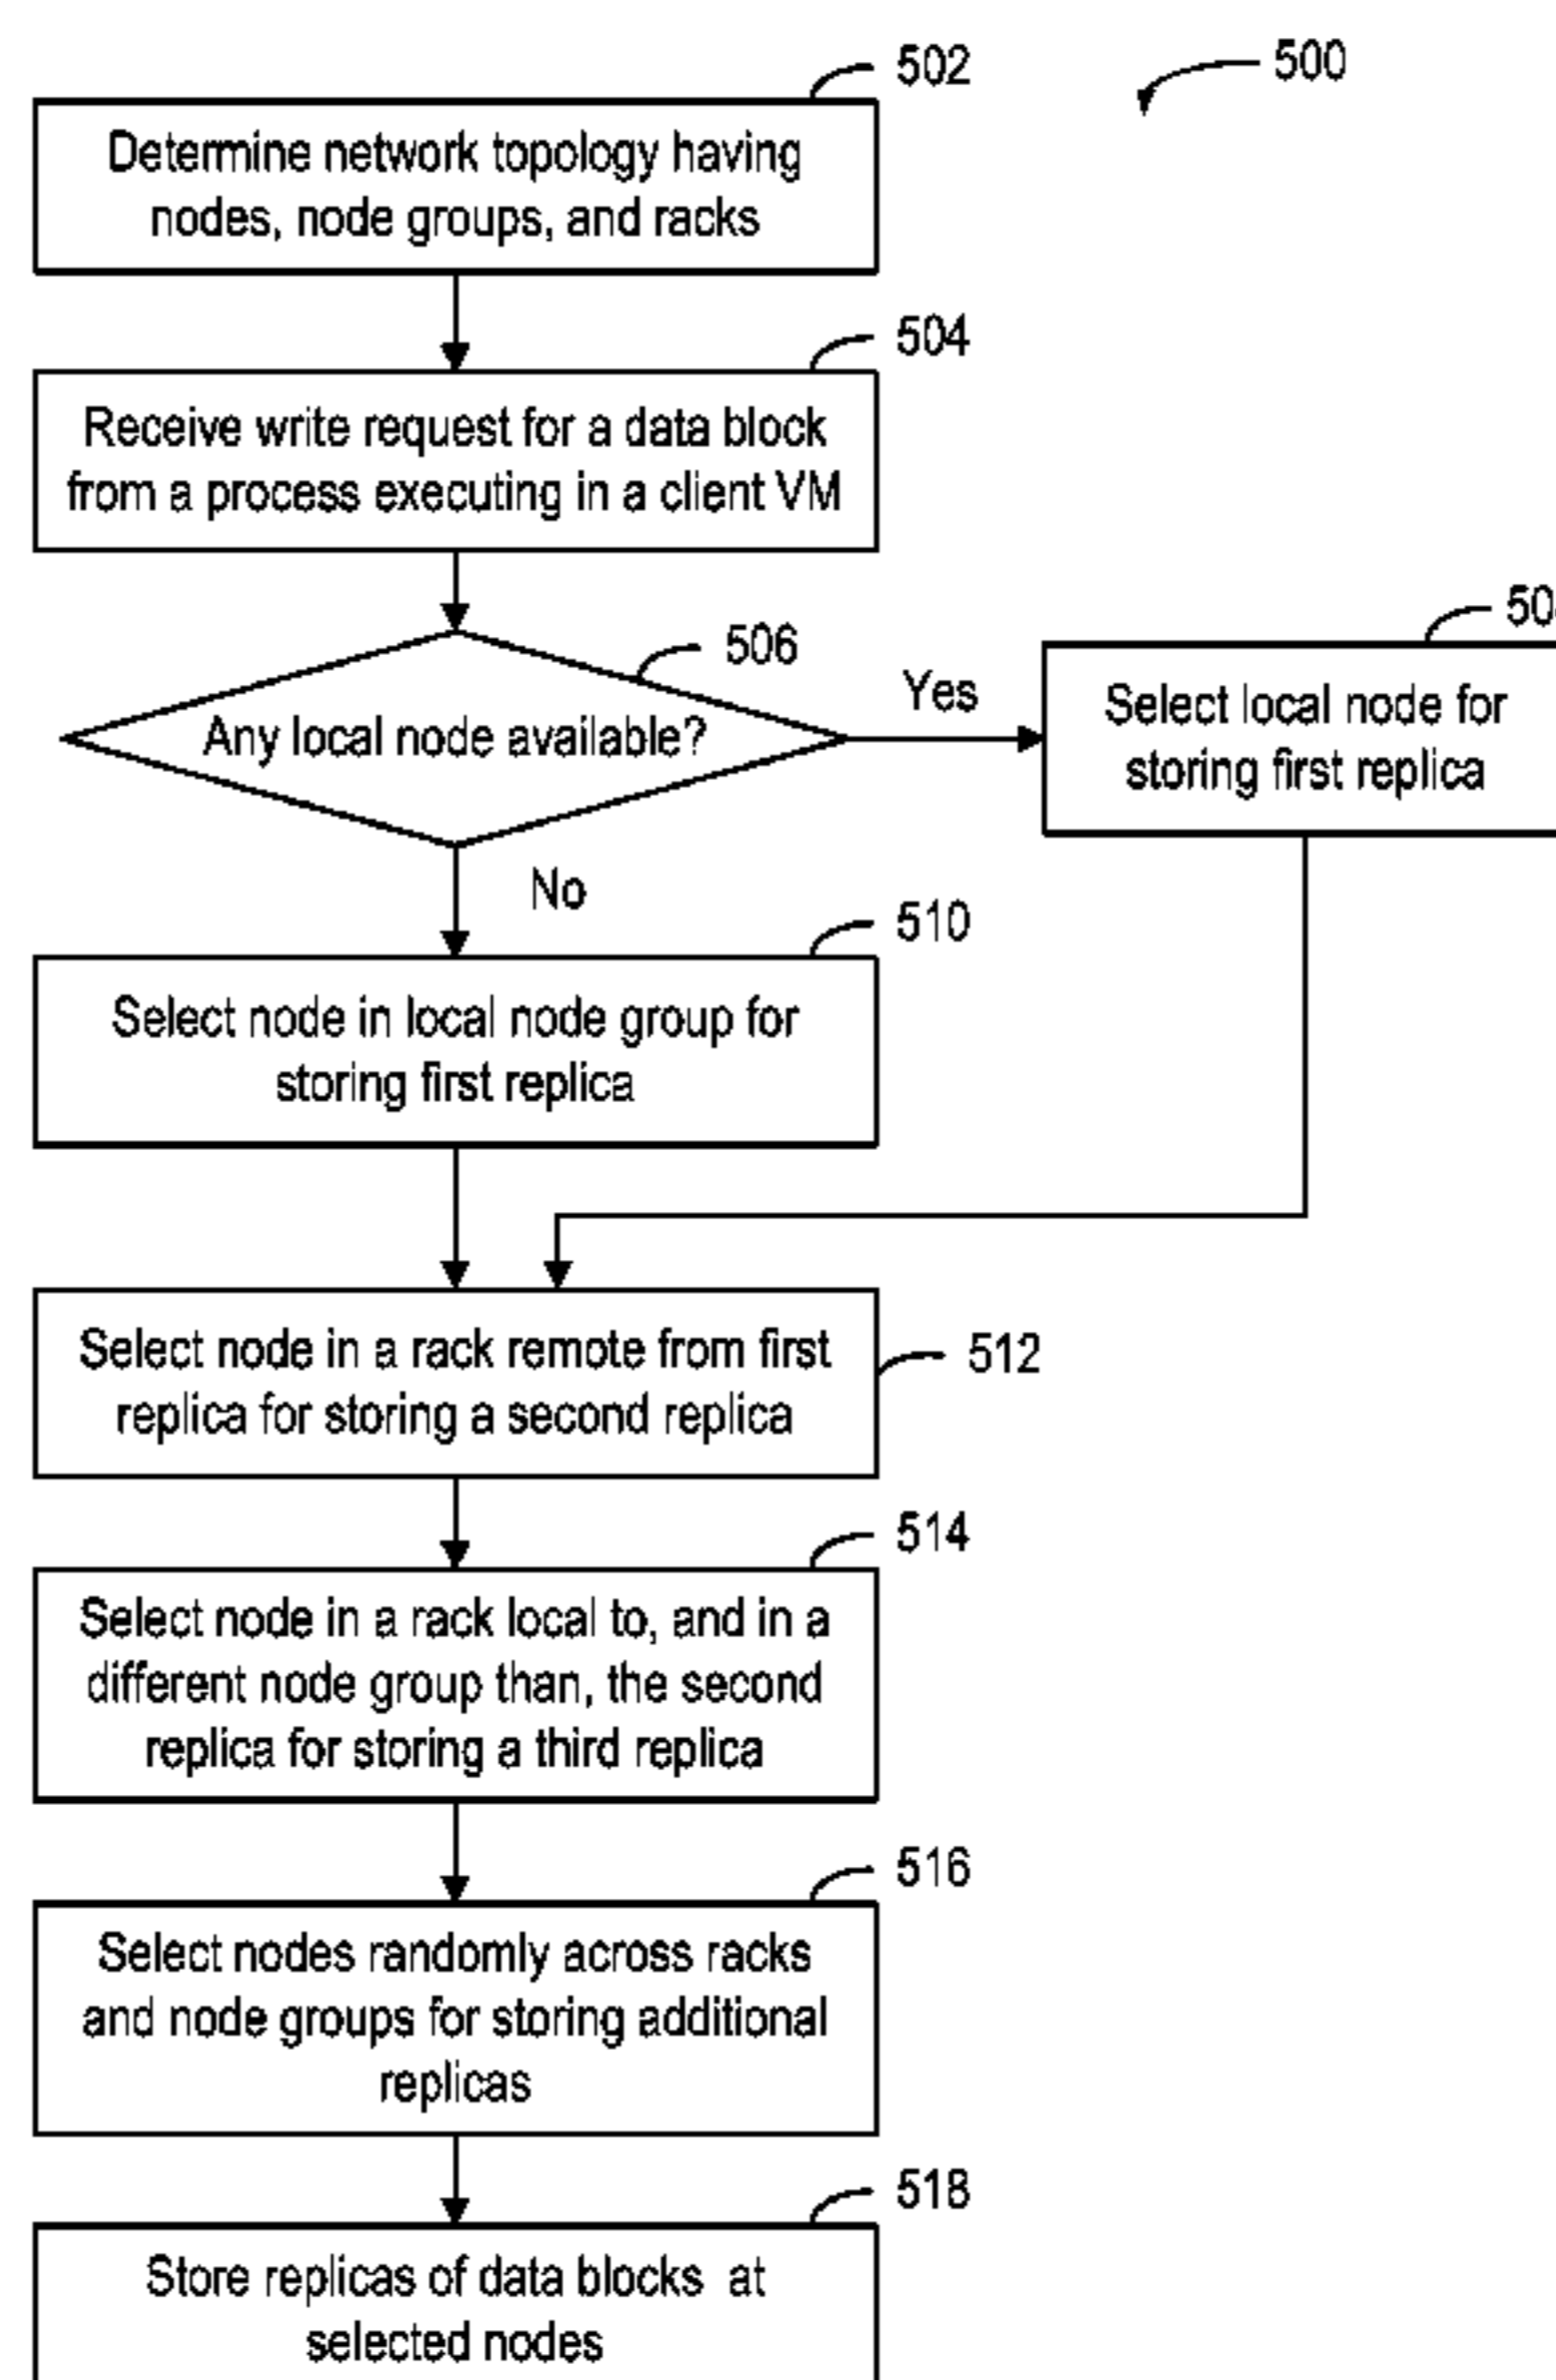 502
500
Determine network topology having
nodes, node groups, and racks
504
Receive write request for a data block
from a process executing in a client VM
506
Any local node available?
Yes
Select local node for
storing first replica
No
510
Select node in local node group for
storing first replica
Select node in a rack remote from first
replica for storing a second replica
512
514
Select node in a rack local to, and in a
different node group than, the second
replica for storing a third replica
516
Select nodes randomly across racks
and node groups for storing additional
replicas
518
Store replicas of data blocks at
selected nodes